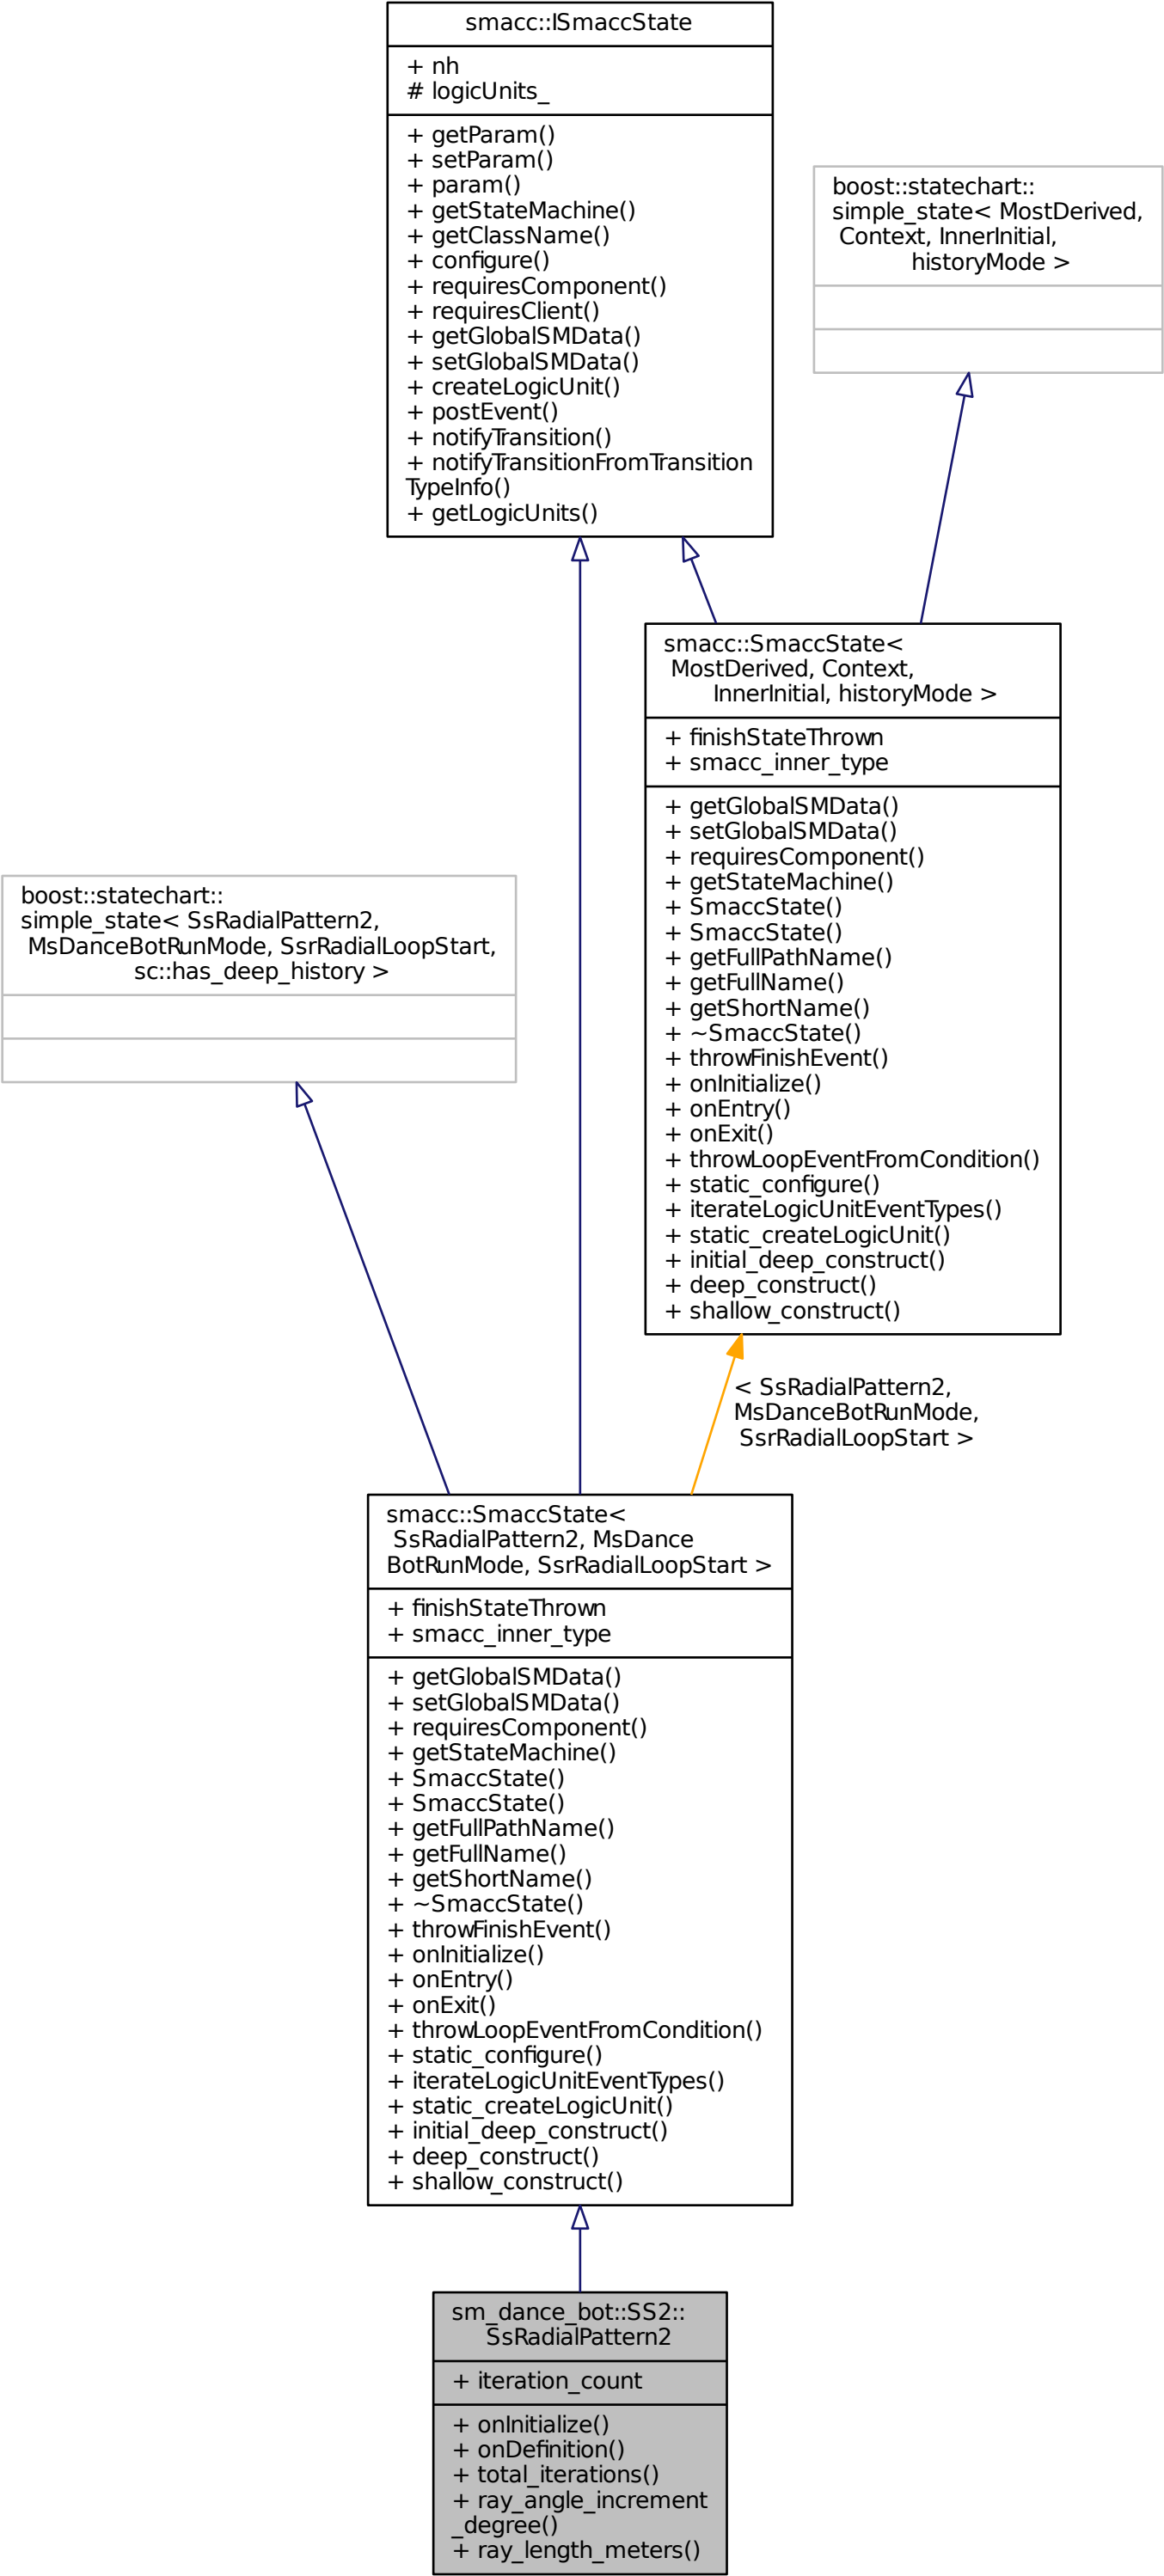 smacc::ISmaccState
+ nh
# logicUnits_
+ getParam()
+ setParam()
+ param()
+ getStateMachine()
+ getClassName()
+ configure()
+ requiresComponent()
+ requiresClient()
+ getGlobalSMData()
+ setGlobalSMData()
+ createLogicUnit()
+ postEvent()
+ notifyTransition()
+ notifyTransitionFromTransition
TypeInfo()
+ getLogicUnits()
boost::statechart::
simple_state< MostDerived,
Context, InnerInitial,
historyMode >
smacc::SmaccState<
MostDerived, Context,
InnerInitial, historyMode >
+ finishStateThrown
+ smacc_inner_type
+ getGlobalSMData()
+ setGlobalSMData()
+ requiresComponent()
+ getStateMachine()
+ SmaccState()
+ SmaccState()
+ getFullPathName()
+ getFullName()
+ getShortName()
+ ~SmaccState()
+ throwFinishEvent()
+ onInitialize()
+ onEntry()
+ onExit()
+ throwLoopEventFromCondition()
+ static_configure()
+ iterateLogicUnitEventTypes()
+ static_createLogicUnit()
+ initial_deep_construct()
+ deep_construct()
+ shallow_construct()
boost::statechart::
simple_state< SsRadialPattern2,
MsDanceBotRunMode, SsrRadialLoopStart,
sc::has_deep_history >
< SsRadialPattern2,
MsDanceBotRunMode,
SsrRadialLoopStart >
smacc::SmaccState<
SsRadialPattern2, MsDance
BotRunMode, SsrRadialLoopStart >
+ finishStateThrown
+ smacc_inner_type
+ getGlobalSMData()
+ setGlobalSMData()
+ requiresComponent()
+ getStateMachine()
+ SmaccState()
+ SmaccState()
+ getFullPathName()
+ getFullName()
+ getShortName()
+ ~SmaccState()
+ throwFinishEvent()
+ onInitialize()
+ onEntry()
+ onExit()
+ throwLoopEventFromCondition()
+ static_configure()
+ iterateLogicUnitEventTypes()
+ static_createLogicUnit()
+ initial_deep_construct()
+ deep_construct()
+ shallow_construct()
sm_dance_bot::SS2::
SsRadialPattern2
+ iteration_count
+ onInitialize()
+ onDefinition()
+ total_iterations()
+ ray_angle_increment
_degree()
+ ray_length_meters()